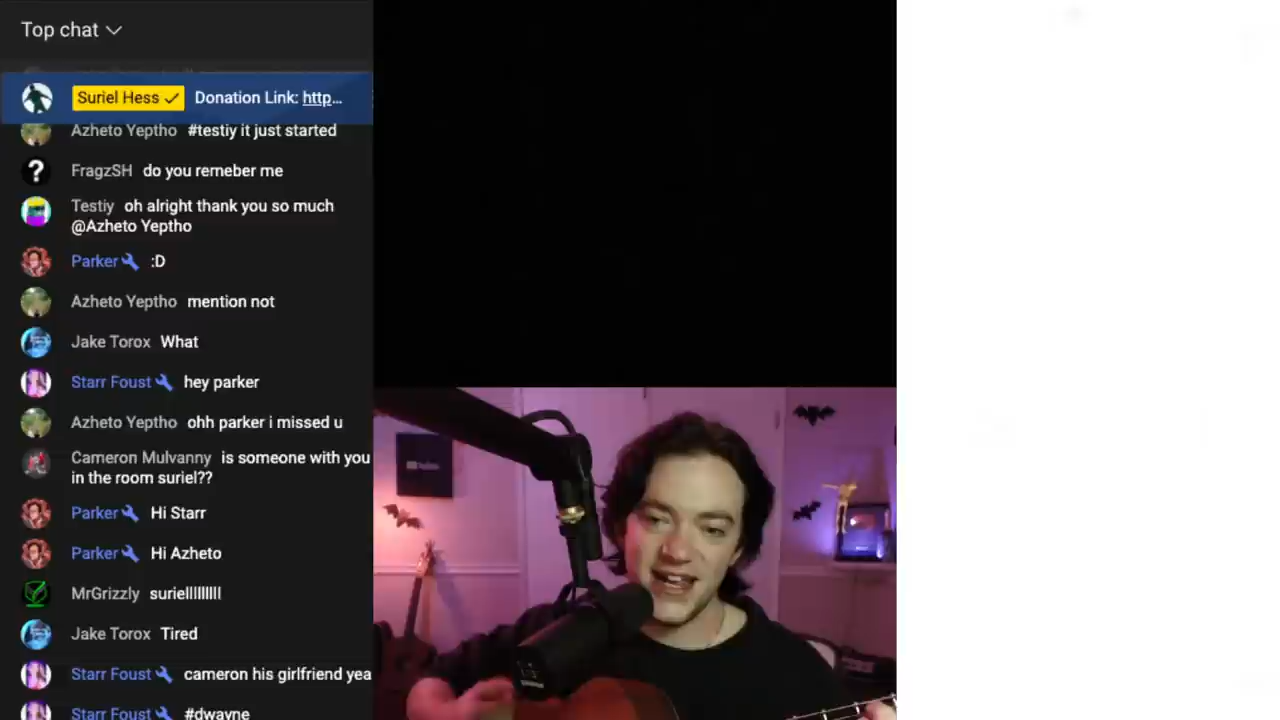 Top chat
Suriel Hess Donation Link: http...
Azheto Yeptho #testiy it just started
FragzSH do you remeber me
Testiy oh alright thank you so much
@Azheto Yeptho
Parker :D
Azheto Yeptho mention not
Jake Torox What
Starr Foust hey parker
Azheto Yeptho ohh parker i missed u
Cameron Mulvanny is someone with you
in the room suriel??
Parker Hi Starr
Parker Hi Azheto
MrGrizzly suriellllllllll
Jake Torox Tired
Starr Foust cameron his girlfriend yea
Starr Foust #dwayne